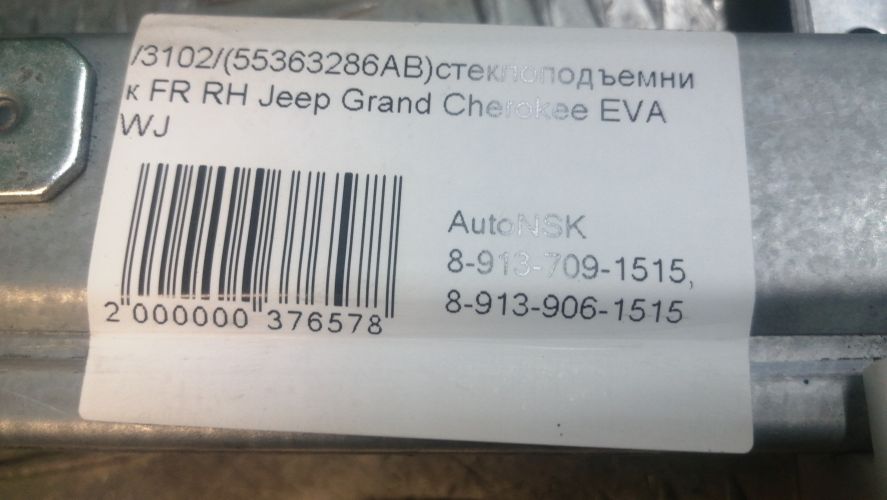 /3102/(55363286AB)стеклоподъемни
к FR RH Jeep Grand Cherokee EVA
WJ
AutoNSK
8-913-709-1515,
8-913-906-1515
2 000000 376578